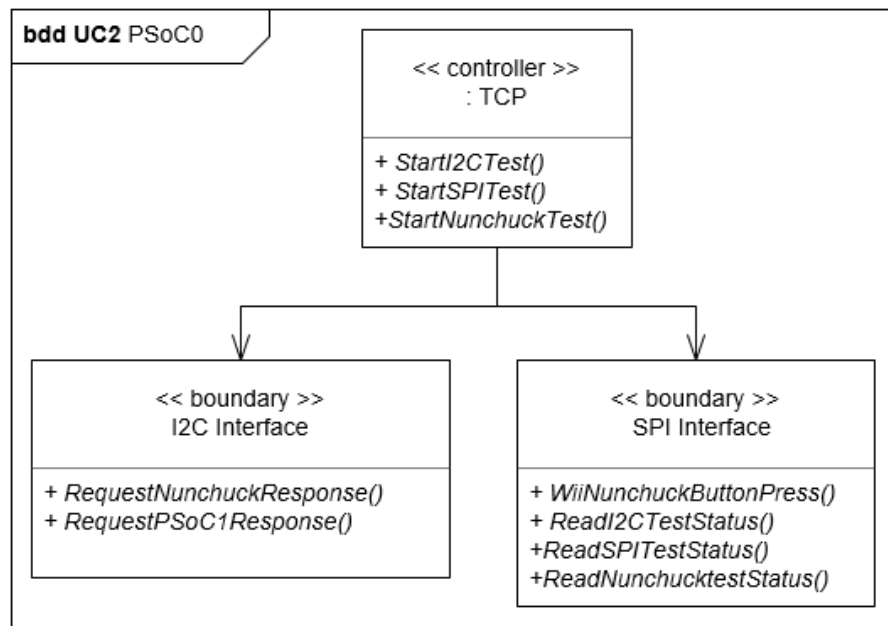 bdd UC2 PSoC0
<< controller >>
: TCP
+ StartI2CTest()
+ StartSPITest()
+StartNunchuckTest()
<< boundary >>
I2C Interface
+ RequestNunchuckResponse()
+ RequestPSoC1Response()
<< boundary >>
SPI Interface
+ WiiNunchuckButtonPress()
+ ReadI2CTestStatus()
+ReadSPITestStatus()
+ReadNunchucktestStatus()